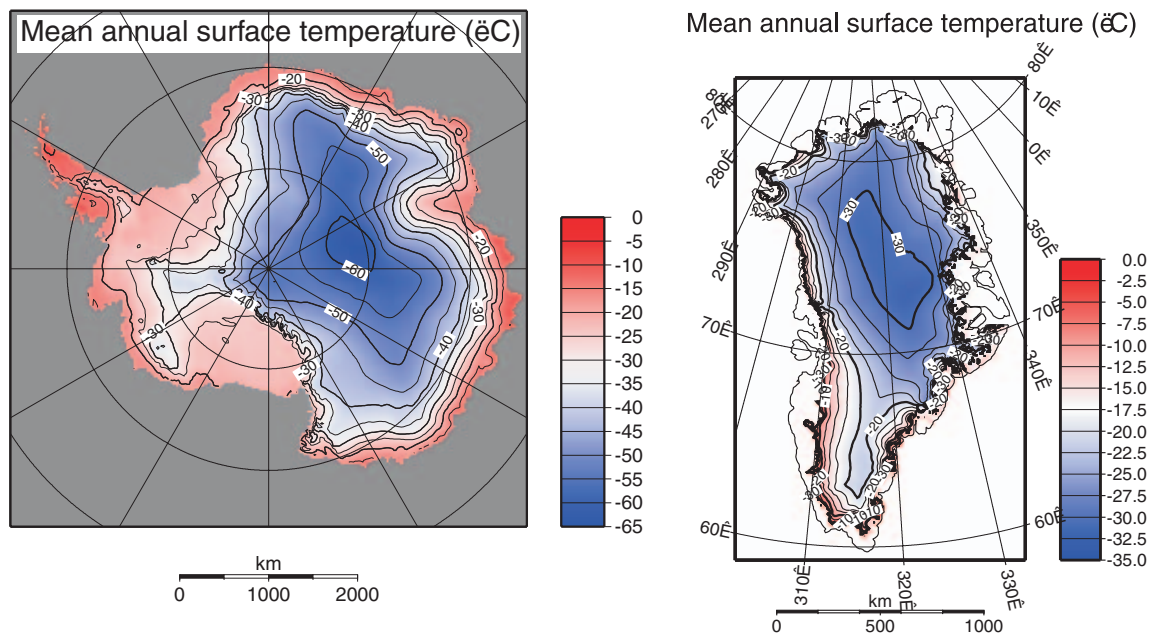 Mean annual surface temperature (ëC)
-20
-30
-30
-40
-50
-20
-60
-40
-50
-30
-40
-30
-30
0
-5
-10
-15
-20
-25
-30
-35
-40
-45
-50
-55
-60
-65
km
0 1000 2000
Mean annual surface temperature (ëC)
80Ê
10Ê
0Ê
350Ê
70Ê
340Ê
60Ê
330Ê
320Ê
310Ê
60Ê
70Ê
290Ê
280Ê
270Ê
-20
-30
-30
-20
-10
-20
-20
0.0
-2.5
-5.0
-7.5
-10.0
-12.5
-15.0
-17.5
-20.0
-22.5
-25.0
-27.5
-30.0
-32.5
-35.0
km
0 500 1000